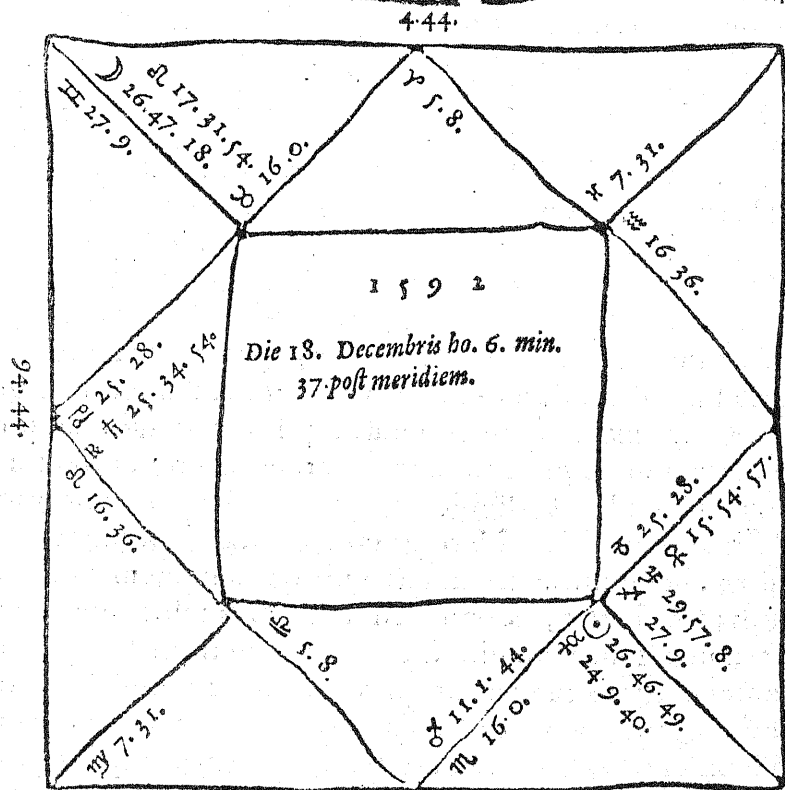 4.44.
♌ 17.31.54.
☽ 26.47.18.
♊ 27.9.
♉ 16.0.
♈ 5.8.
♓ 7.31.
♒ 16 36.
1592
Die 18. Decembris ho. 6. min.
37. post meridiem.
94.44.
♋ 25. 28.
℞ ♄ 25. 34. 54.
♌ 16.36.
♍ 7.31.
♎ 5.8.
♂ 11. 1. 44.
♏ 16.0.
♑ 25. 28.
♀ 15. 54. 57.
♃ 29.57.8.
♐ 27.9.
☉ 26.46.49.
24.9.40.